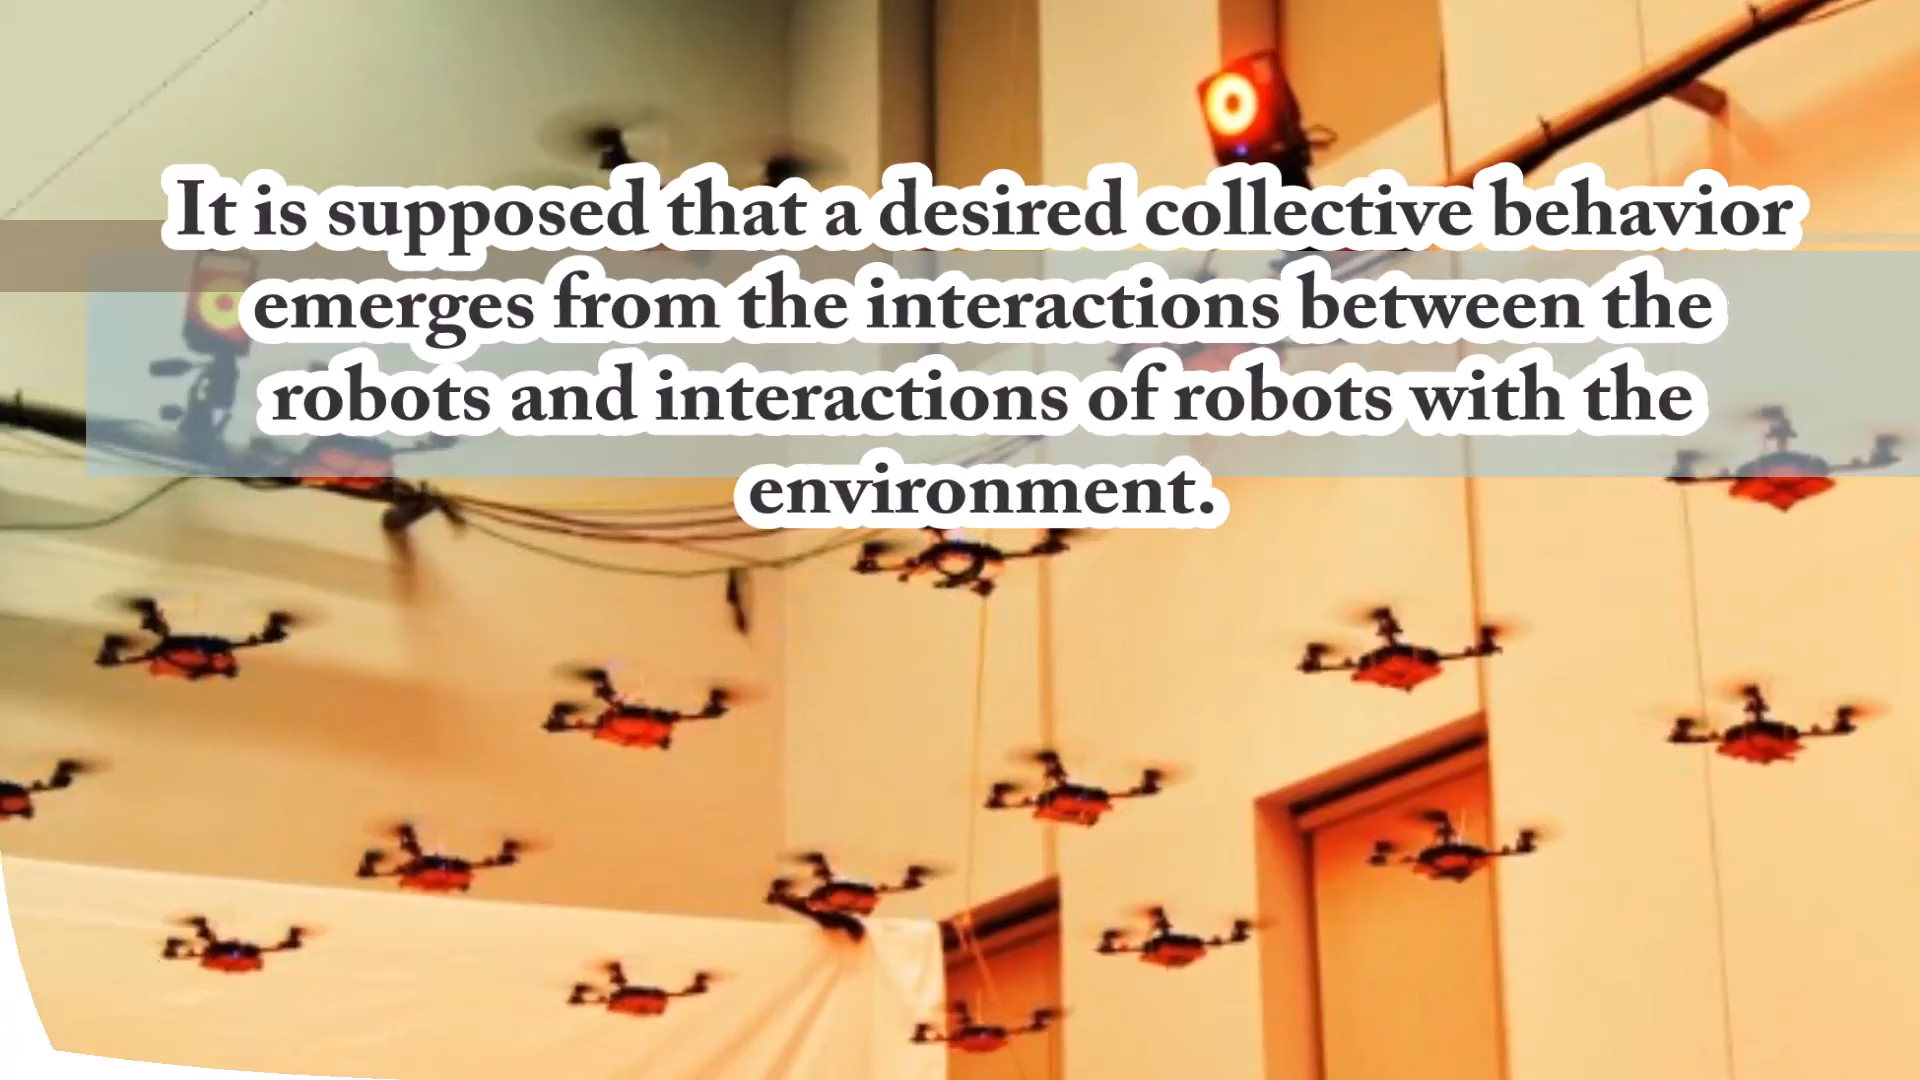 It is supposed that a desired collective behavior
emerges from the interactions between the
robots and interactions of robots with the
environment.